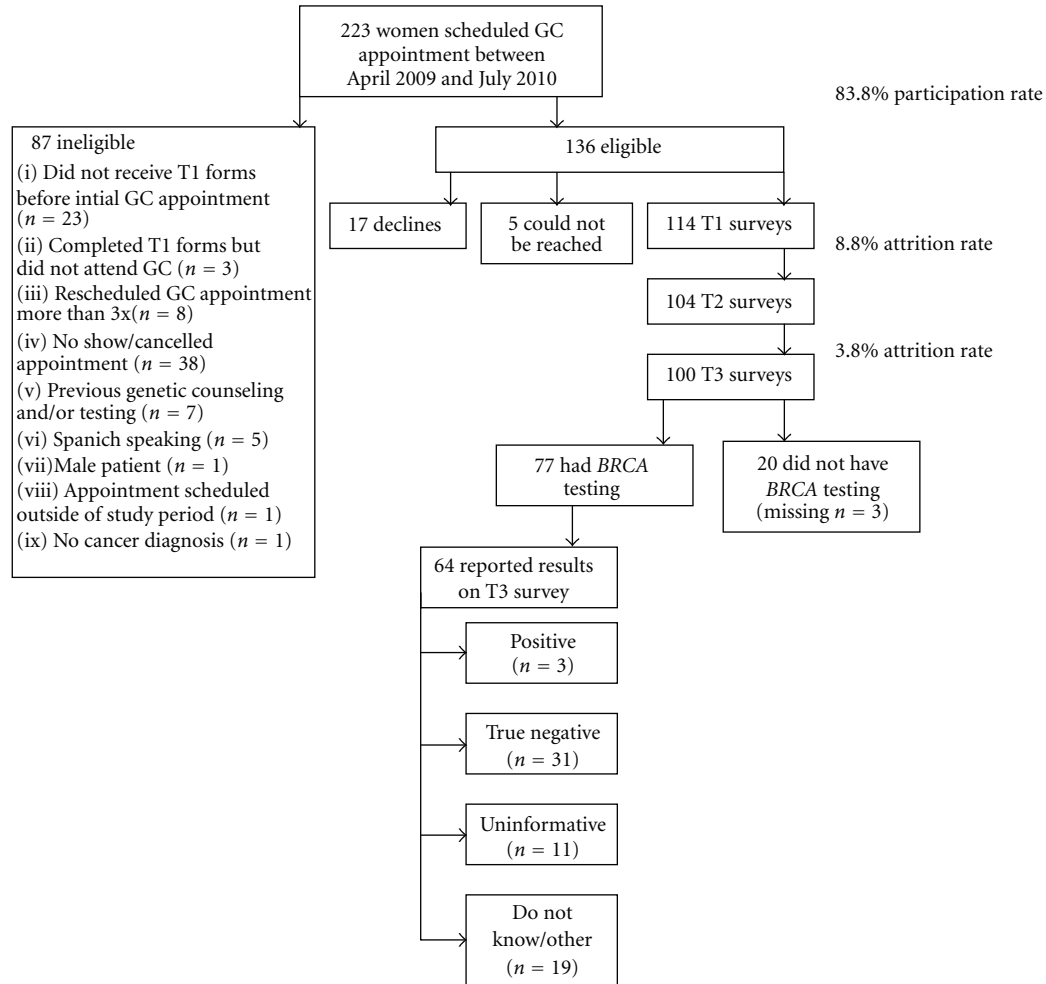 223 women scheduled GC
appointment between
April 2009 and July 2010
83.8% participation rate
87 ineligible
(i) Did not receive T1 forms
before intial GC appointment
(n = 23)
(ii) Completed T1 forms but
did not attend GC (n = 3)
(iii) Rescheduled GC appointment
more than 3x(n = 8)
(iv) No show/cancelled
appointment (n = 38)
(v) Previous genetic counseling
and/or testing (n = 7)
(vi) Spanish speaking (n = 5)
(vii)Male patient (n = 1)
(viii) Appointment scheduled
outside of study period (n = 1)
(ix) No cancer diagnosis (n = 1)
136 eligible
17 declines
5 could not
be reached
114 T1 surveys
8.8% attrition rate
104 T2 surveys
3.8% attrition rate
100 T3 surveys
77 had BRCA
testing
20 did not have
BRCA testing
(missing n = 3)
64 reported results
on T3 survey
Positive
(n = 3)
True negative
(n = 31)
Uninformative
(n = 11)
Do not
know/other
(n = 19)